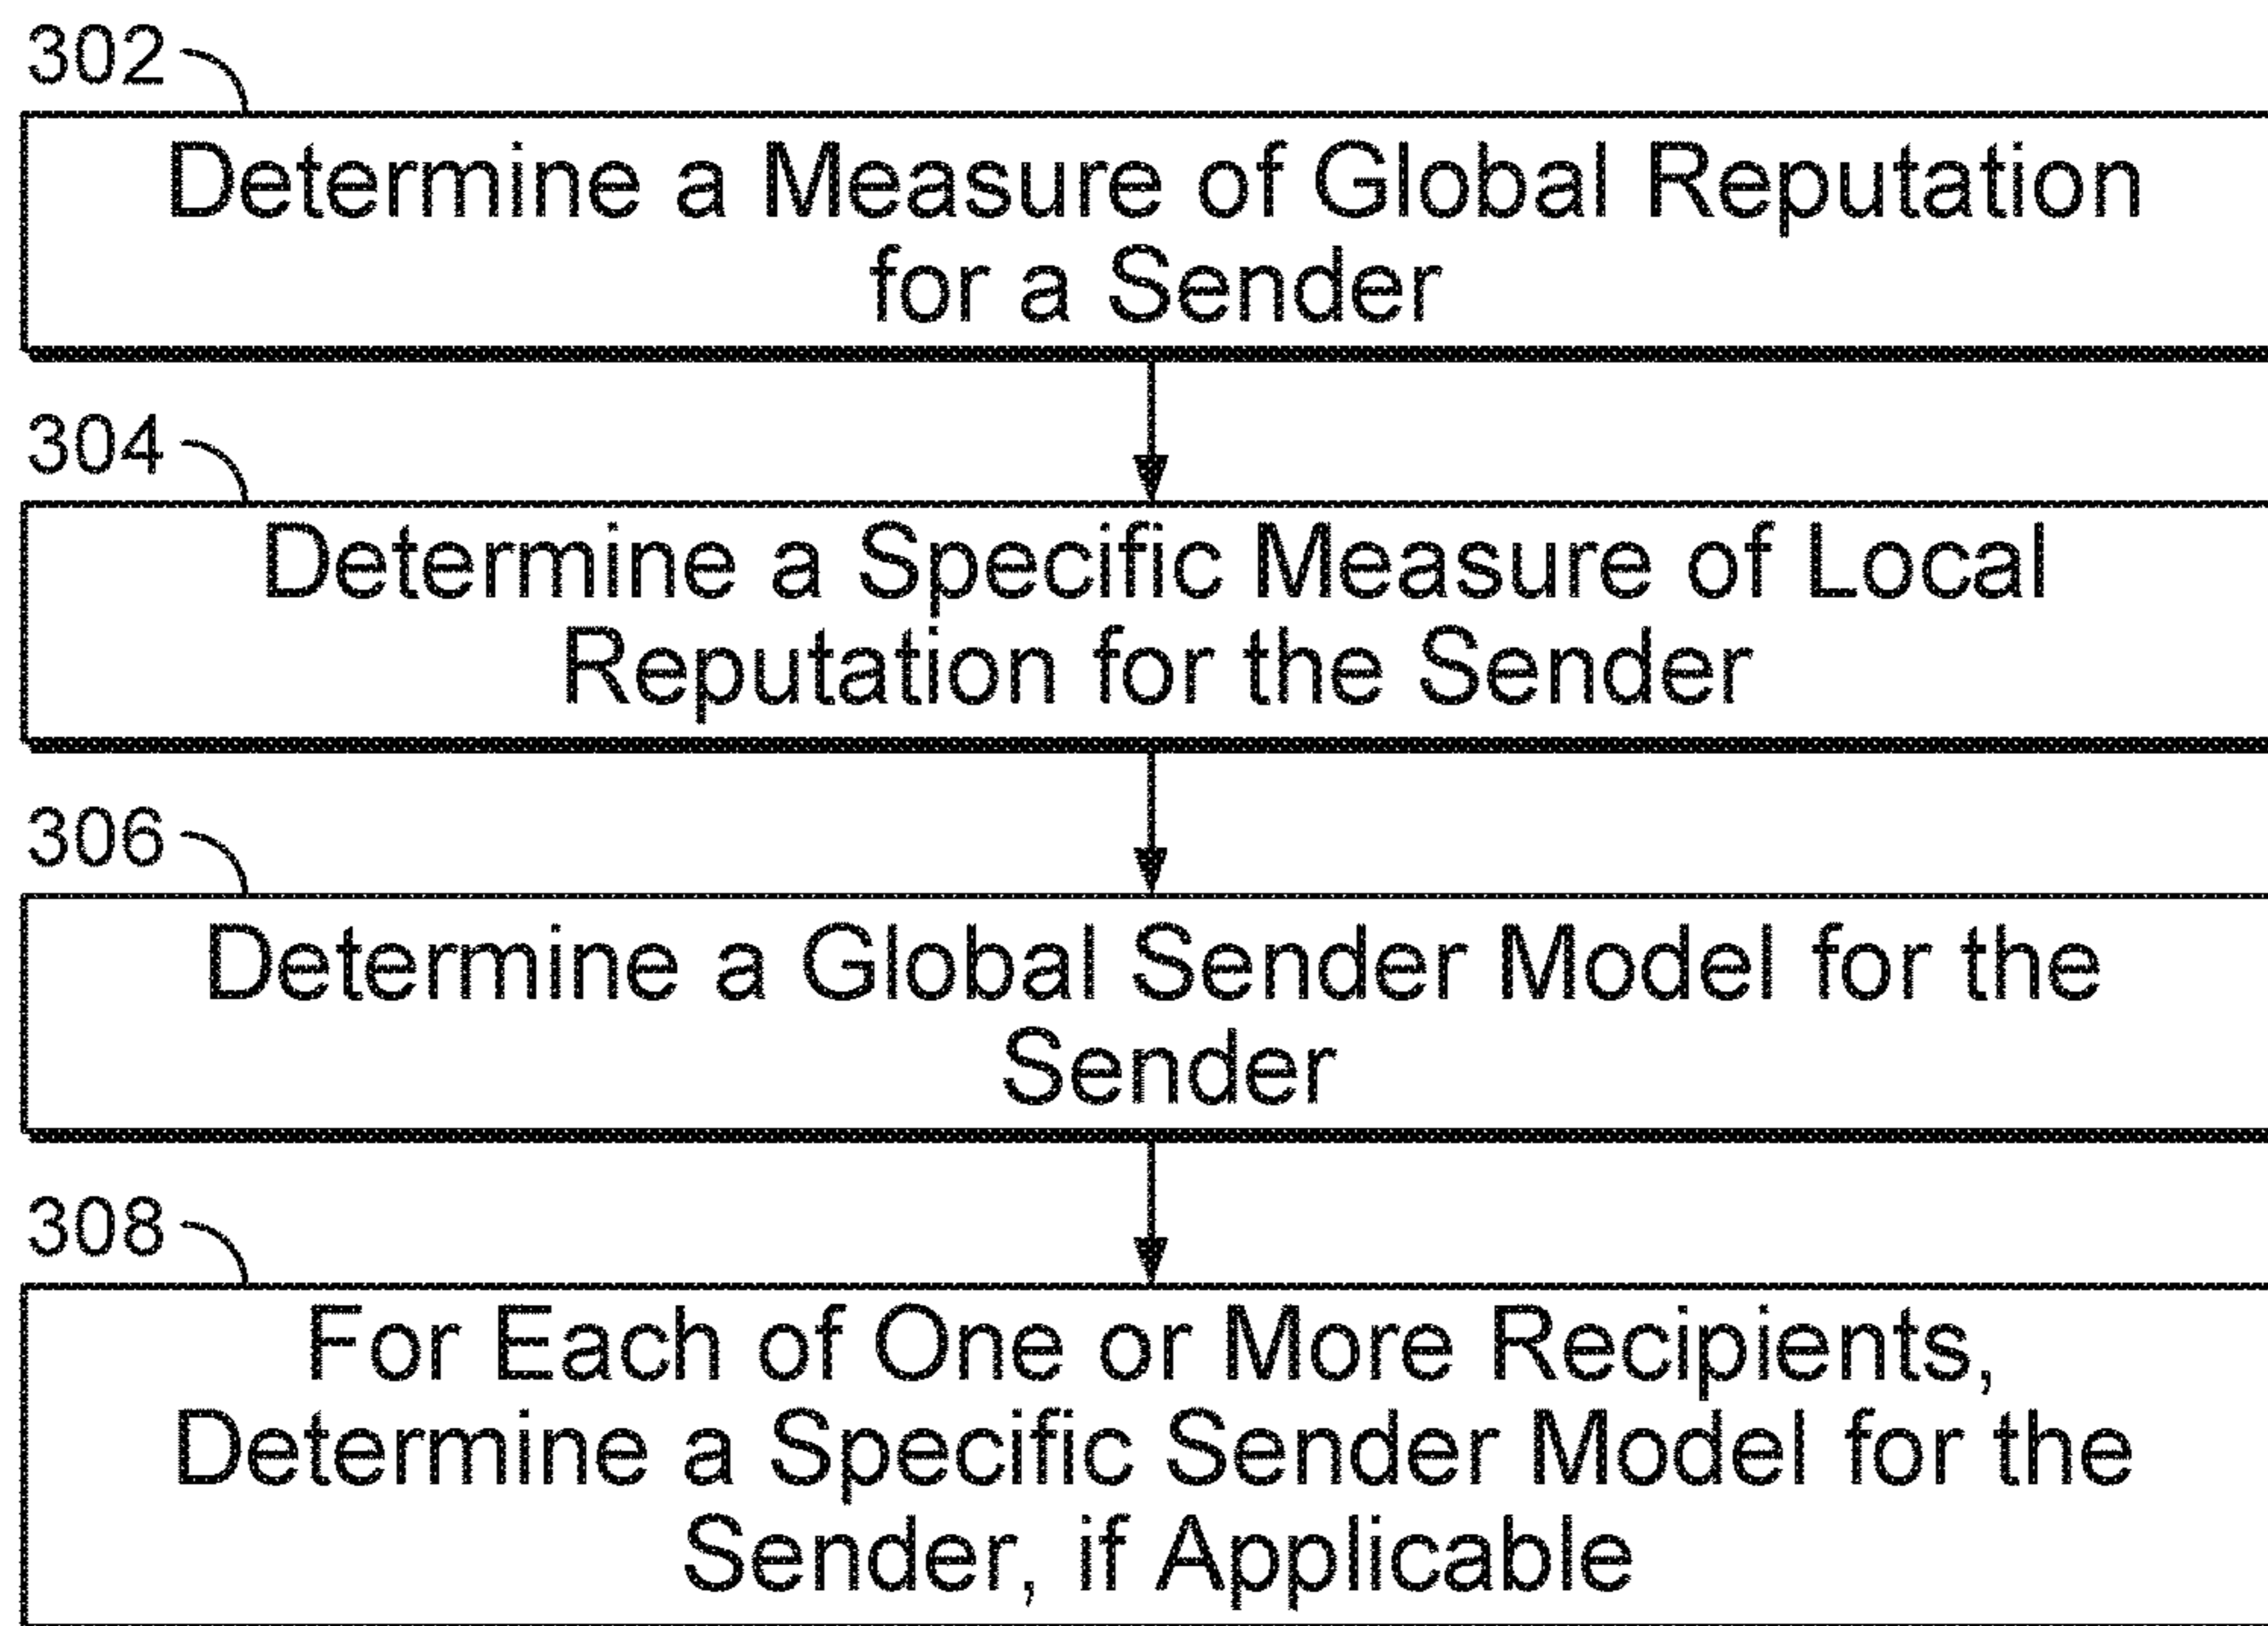 302
Determine a Measure of Global Reputation
for a Sender
304
Determine a Specific Measure of Local
Reputation for the Sender
306
Determine a Global Sender Model for the
Sender
308
For Each of One or More Recipients,
Determine a Specific Sender Model for the
Sender, if Applicable